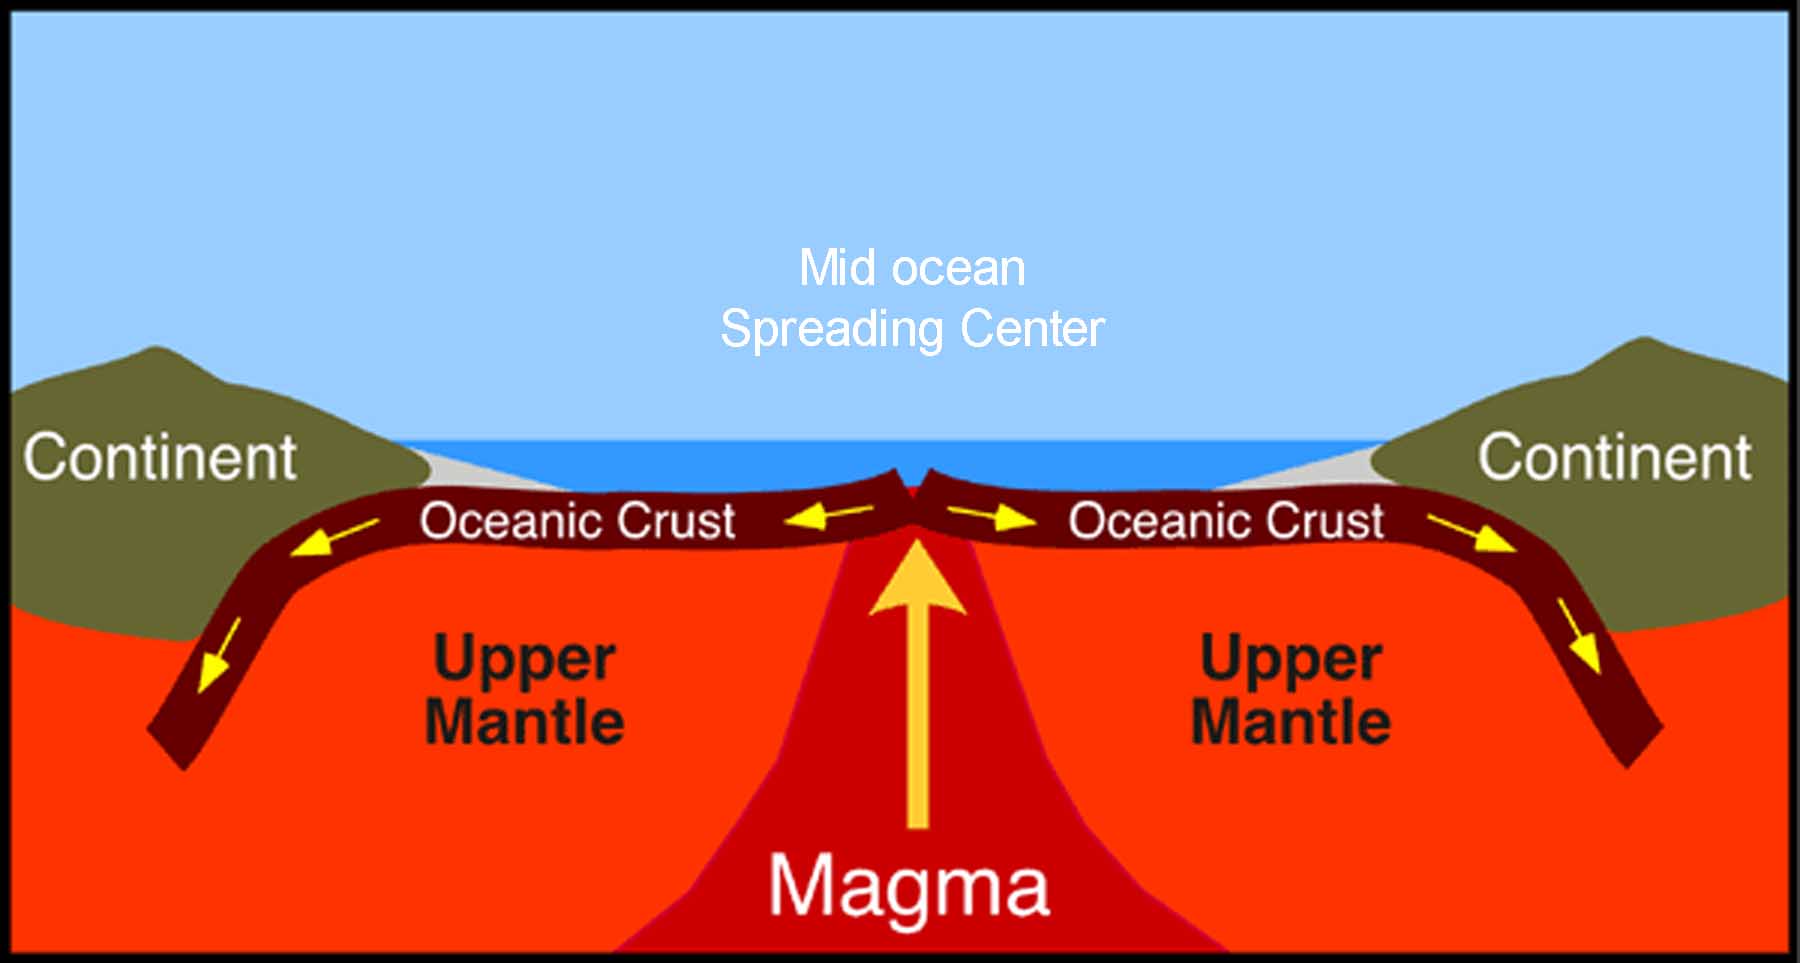 Mid ocean
Spreading Center
Continent
Continent
Oceanic Crust
Oceanic Crust
Upper
Mantle
Upper
Mantle
Magma